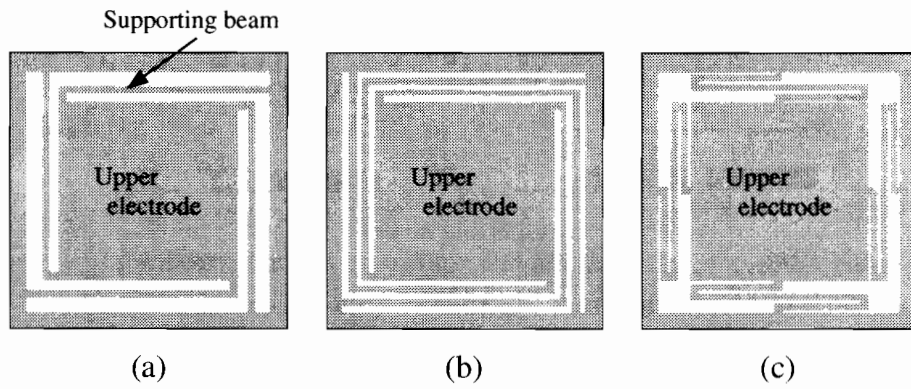 Supporting beam
Upper
electrode
Upper
electrode
Upper
electrode
(a)
(b)
(c)